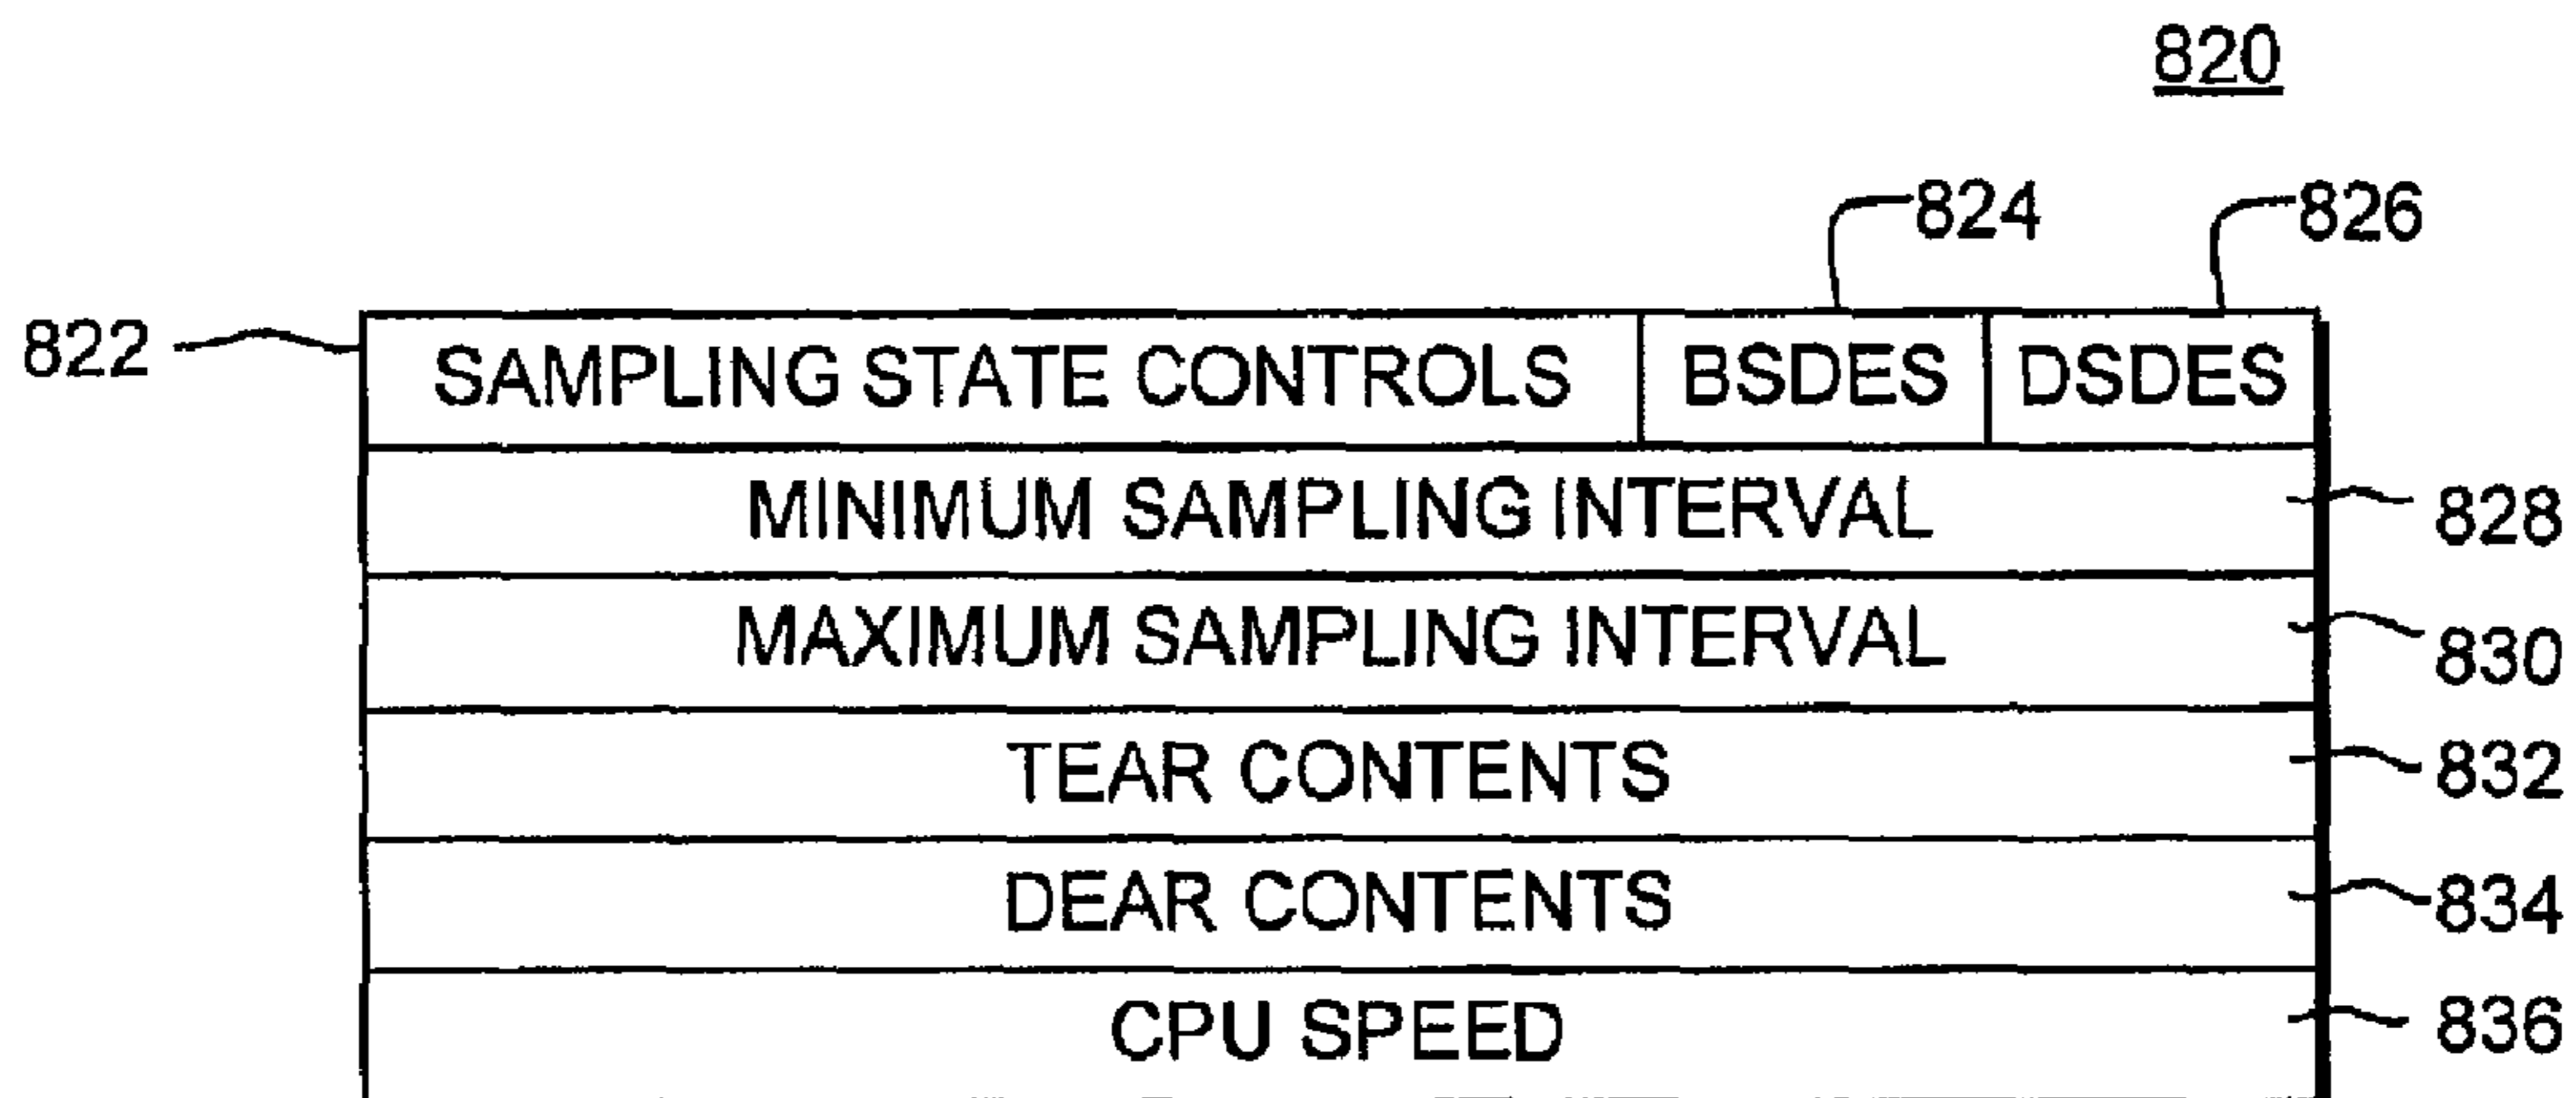 820
824 826
822 SAMPLING STATE CONTROLS BSDES DSDES
MINIMUM SAMPLING INTERVAL 828
MAXIMUM SAMPLING INTERVAL 830
TEAR CONTENTS 832
DEAR CONTENTS 834
CPU SPEED 836